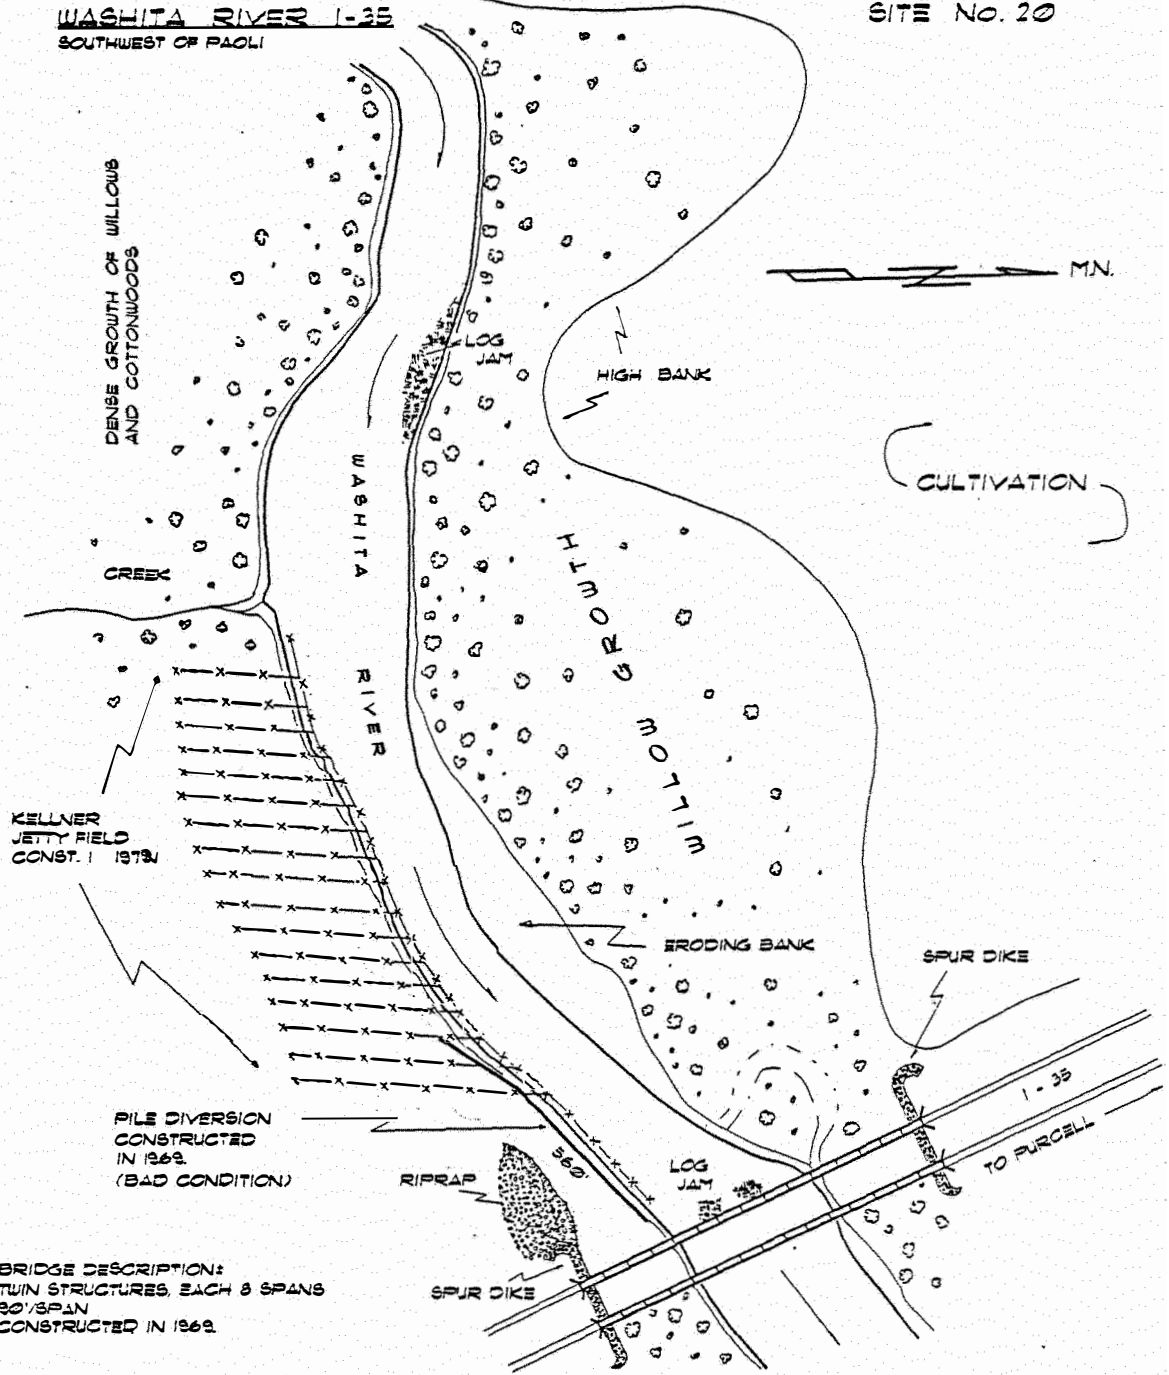 WASHITA RIVER I-35
SOUTHWEST OF PAOLI
SITE NO. 20
DENSE GROWTH OF WILLOWS
AND COTTONWOODS
M.N.
LOG
JAM
HIGH BANK
CULTIVATION
WASHITA
RIVER
WILLOW GROWTH
CREEK
KELLNER
JETTY FIELD
CONST.
ERODING BANK
SPUR DIKE
I-35
TO PURCELL
PILE DIVERSION
CONSTRUCTED
IN 1969
(BAD CONDITION)
560'
LOG
JAM
RIPRAP
SPUR DIKE
BRIDGE DESCRIPTION:
TWIN STRUCTURES, EACH 8 SPANS
/SPAN
CONSTRUCTED IN 1969